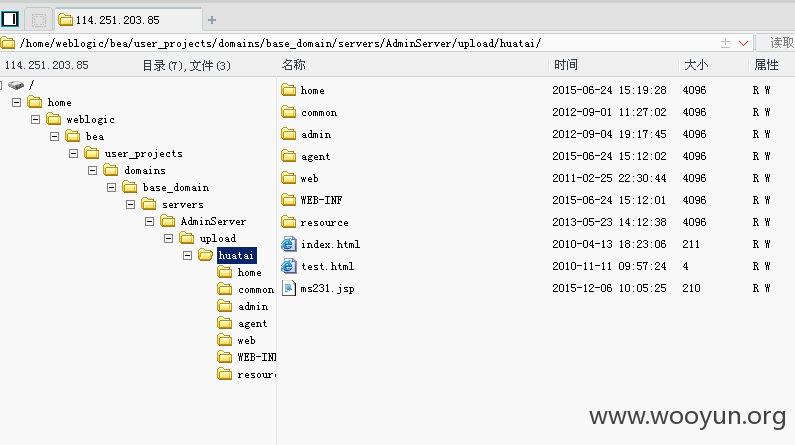 114.251.203.85
/home/weblogic/bea/user_projects/domains/base_domain/servers/AdminServer/upload/huatai/ 读取
114.251.203.85 目录(7),文件(3) 名称 时间 大小 属性
/
home
weblogic
bea
user_projects
domains
base_domain
servers
AdminServer
upload
huatai
home
common
admin
agent
web
WEB-INF
resourc
home 2015-06-24 15:19:28 4096 R W
common 2012-09-01 11:27:02 4096 R W
admin 2012-09-04 19:17:45 4096 R W
agent 2015-06-24 15:12:02 4096 R W
web 2011-02-25 22:30:44 4096 R W
WEB-INF 2015-06-24 15:12:01 4096 R W
resource 2013-05-23 14:12:38 4096 R W
index.html 2010-04-13 18:23:06 211 R W
test.html 2010-11-11 09:57:24 4 R W
ms231.jsp 2015-12-06 10:05:25 210 R W
www.wooyun.org